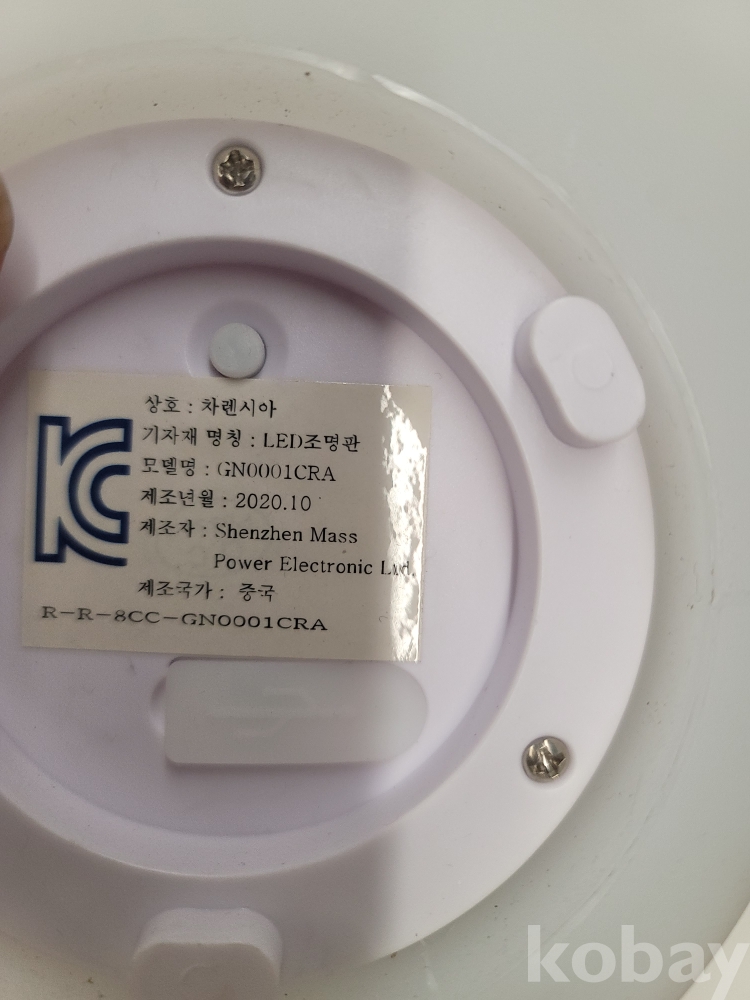 상호 : 차렌시아
기자재 명칭 : LED조명판
모델명 : GN0001CRA
제조년월 : 2020.10
제조자 : Shenzhen Mass
Power Electronic Ltd.
제조국가 : 중국
R-R-8CC-GN0001CRA
KC
kobay